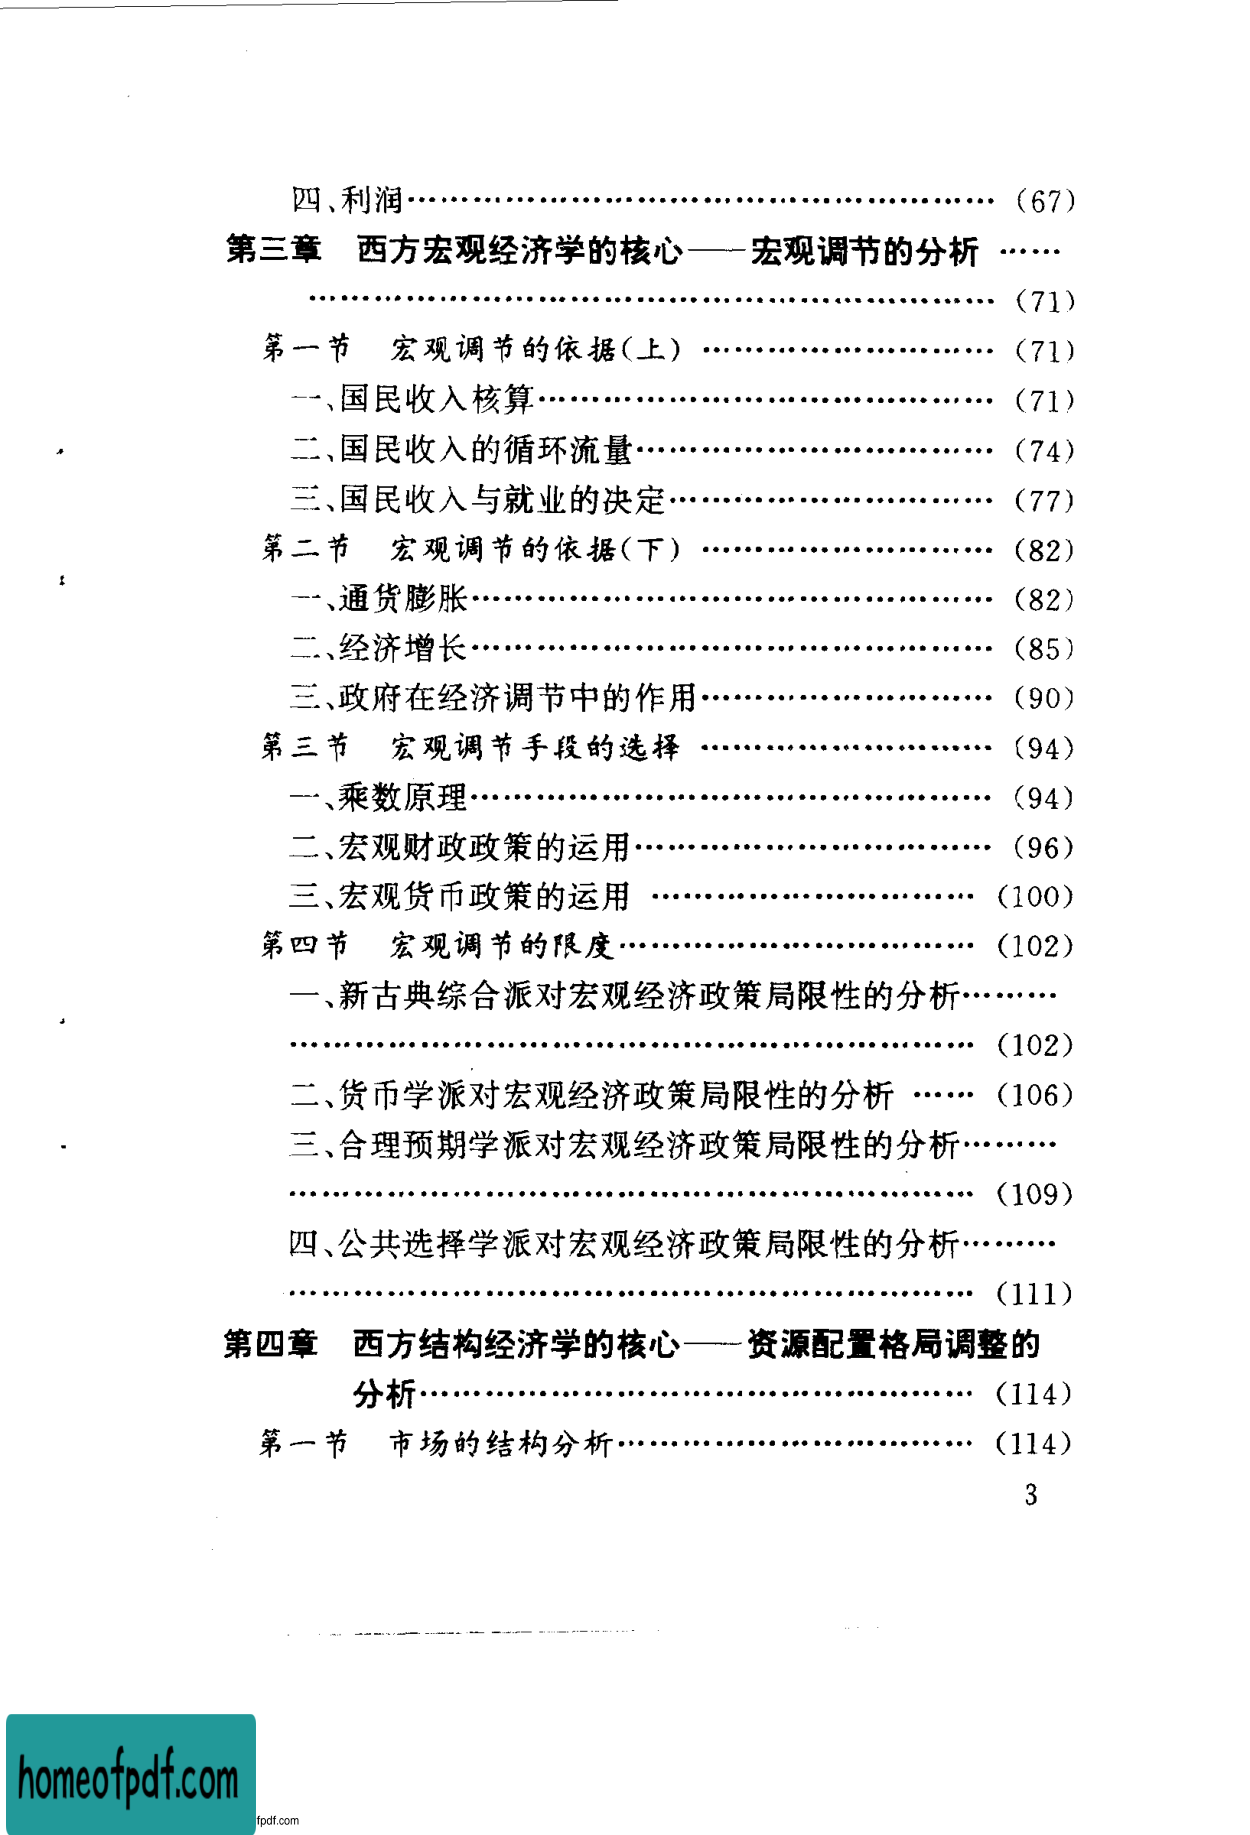 四、利润………………………………………………(67)
第三章 西方宏观经济学的核心——宏观调节的分析 ……
………………………………………………………(71)
第一节 宏观调节的依据(上) ………………………(71)
一、国民收入核算……………………………………(71)
二、国民收入的循环流量……………………………(74)
三、国民收入与就业的决定…………………………(77)
第二节 宏观调节的依据(下) ………………………(82)
一、通货膨胀…………………………………………(82)
二、经济增长…………………………………………(85)
三、政府在经济调节中的作用………………………(90)
第三节 宏观调节手段的选择 ………………………(94)
一、乘数原理…………………………………………(94)
二、宏观财政政策的运用……………………………(96)
三、宏观货币政策的运用 …………………………(100)
第四节 宏观调节的限度……………………………(102)
一、新古典综合派对宏观经济政策局限性的分析………
………………………………………………………(102)
二、货币学派对宏观经济政策局限性的分析 ……(106)
三、合理预期学派对宏观经济政策局限性的分析………
………………………………………………………(109)
四、公共选择学派对宏观经济政策局限性的分析………
………………………………………………………(111)
第四章 西方结构经济学的核心——资源配置格局调整的
分析……………………………………………(114)
第一节 市场的结构分析……………………………(114)
3
homeofpdf.com
fpdf.com